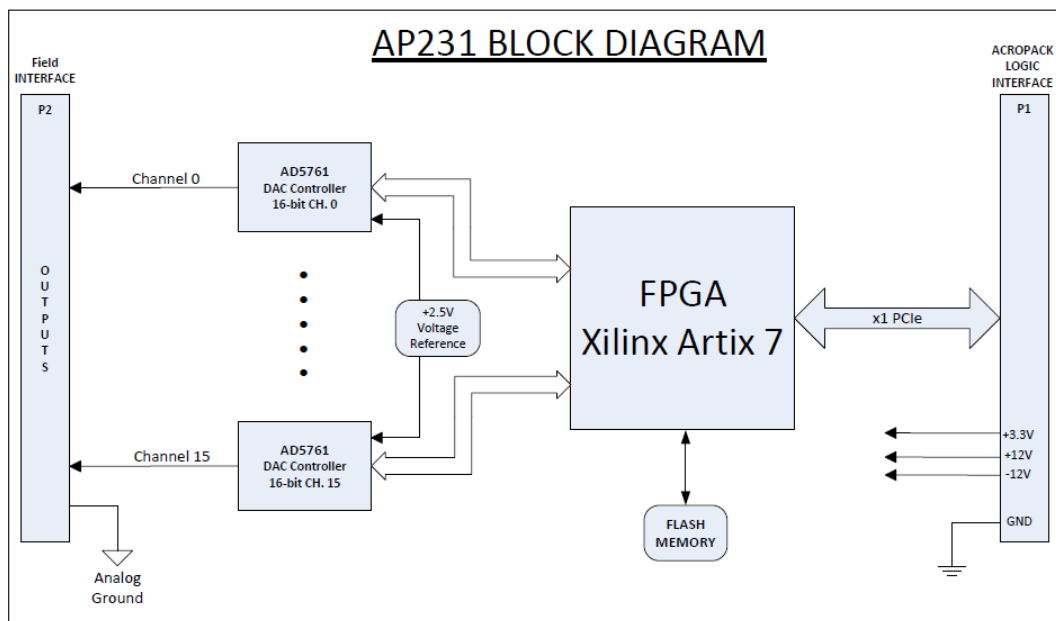 AP231 BLOCK DIAGRAM
Field
INTERFACE
P2
OUTPUTS
Channel 0
AD5761
DAC Controller
16-bit CH. 0
+2.5V
Voltage
Reference
Channel 15
AD5761
DAC Controller
16-bit CH. 15
Analog
Ground
FPGA
Xilinx Artix 7
FLASH
MEMORY
x1 PCIe
ACROPACK
LOGIC
INTERFACE
P1
+3.3V
+12V
-12V
GND